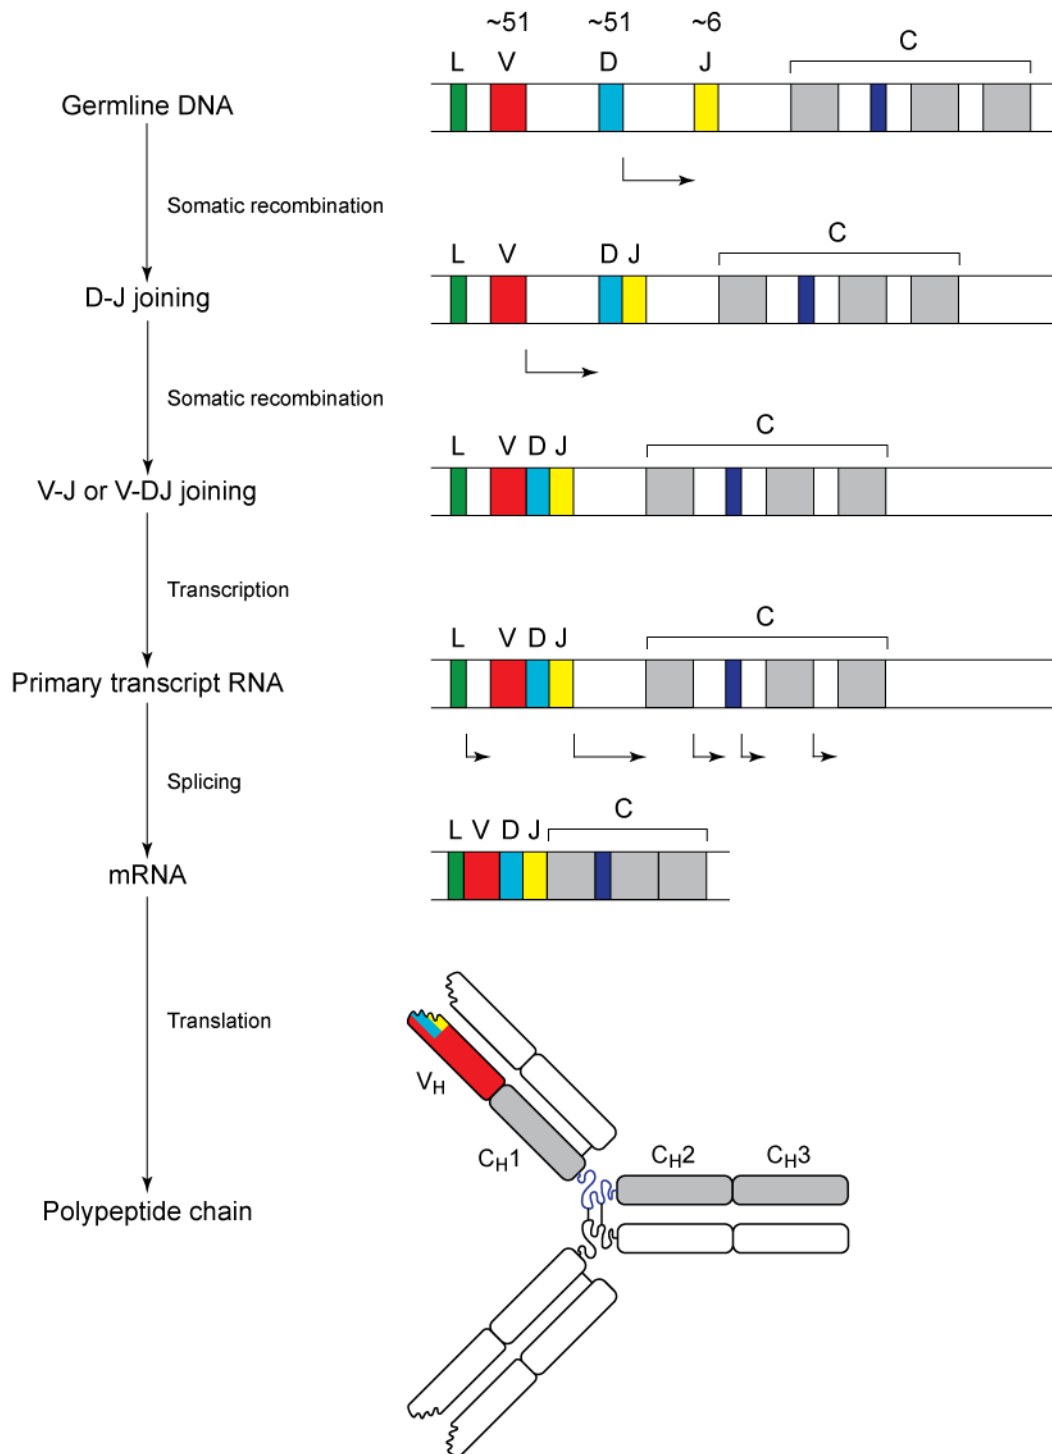 ~51 ~51 ~6
C
L V D J
Germline DNA
Somatic recombination
C
L V D J
D-J joining
Somatic recombination
C
L V D J
V-J or V-DJ joining
Transcription
C
L V D J
Primary transcript RNA
Splicing
C
L V D J
mRNA
Translation
VH
CH1 CH2 CH3
Polypeptide chain